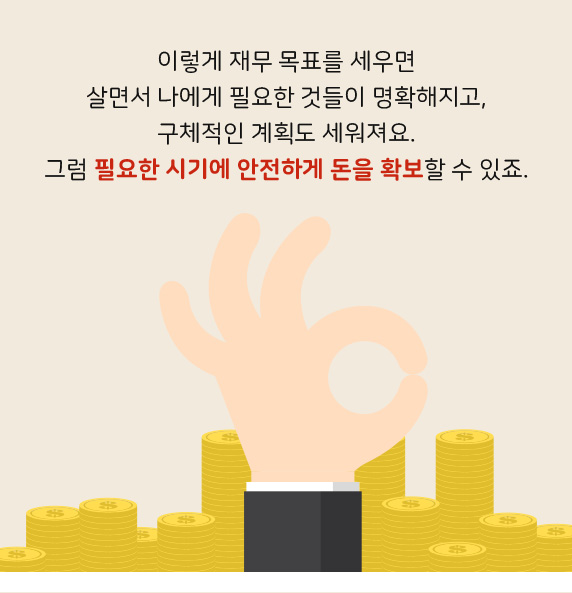 이렇게 재무 목표를 세우면
살면서 나에게 필요한 것들이 명확해지고,
구체적인 계획도 세워져요.
그럼 필요한 시기에 안전하게 돈을 확보할 수 있죠.